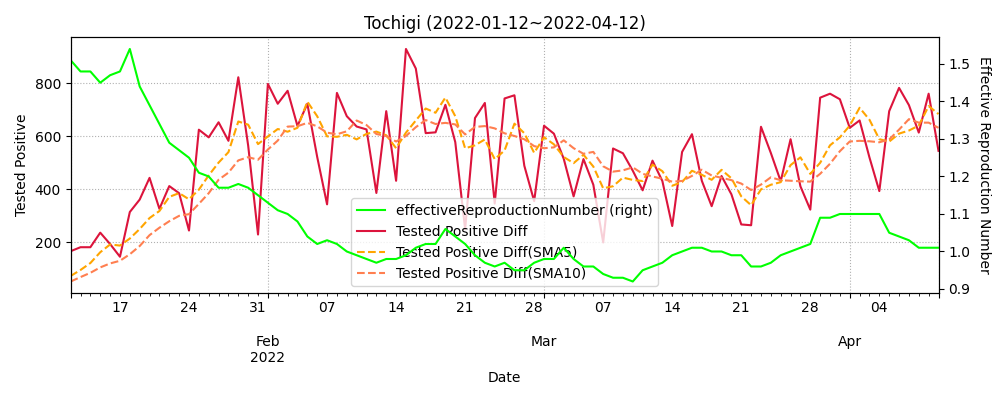 Tochigi (2022-01-12~2022-04-12)
Tested Positive
800
600
400
200
1.5
1.4
1.3
1.2
1.1
1.0
0.9
Effective Reproduction Number
effectiveReproductionNumber (right)
Tested Positive Diff
Tested Positive Diff(SMA5)
Tested Positive Diff(SMA10)
17 24 31 07 14 21 28 07 14 21 28 04
Feb Mar Apr
2022
Date